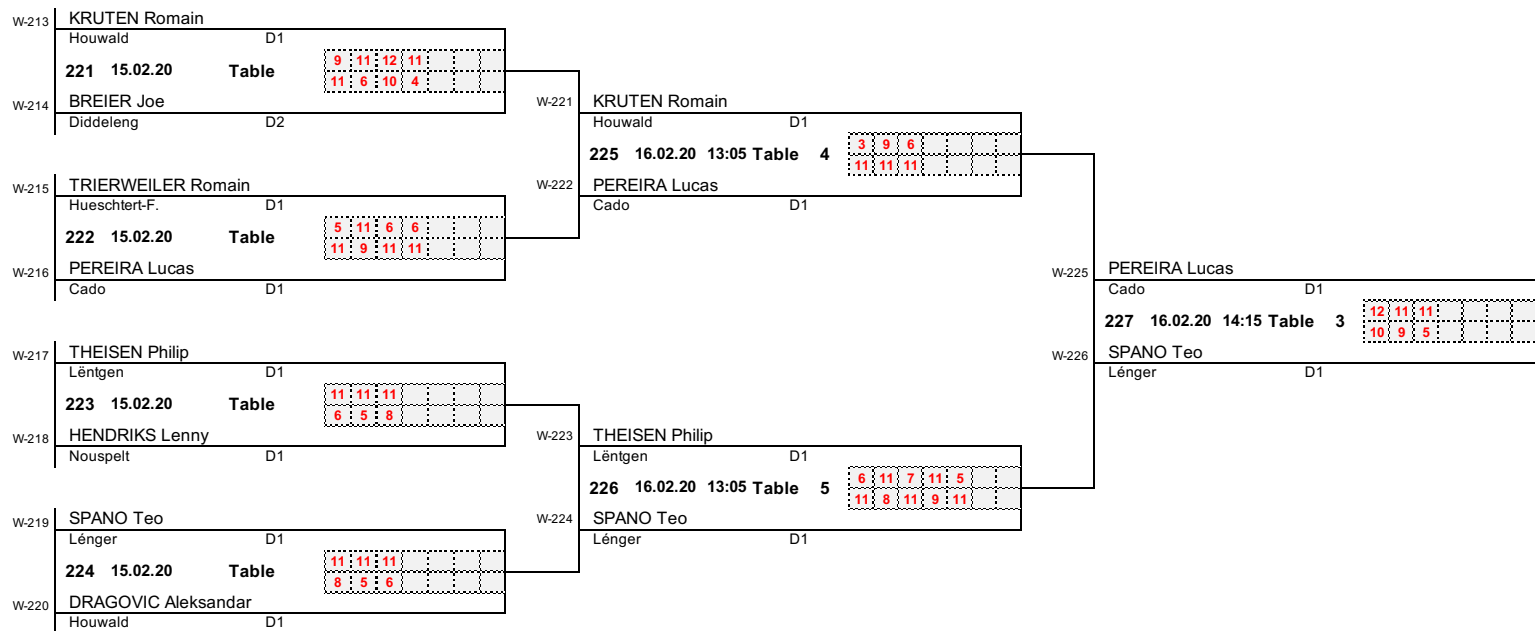 W-213 KRUTEN Romain
Houwald D1
221 15.02.20 Table 9 11 12 11
11 6 10 4
W-214 BREIER Joe
Diddeleng D2
W-221 KRUTEN Romain
Houwald D1
225 16.02.20 13:05 Table 4 3 9 6
11 11 11
W-222 PEREIRA Lucas
Cado D1
W-215 TRIERWEILER Romain
Hueschtert-F. D1
222 15.02.20 Table 5 11 6 6
11 9 11 11
W-216 PEREIRA Lucas
Cado D1
W-225 PEREIRA Lucas
Cado D1
227 16.02.20 14:15 Table 3 12 11 11
10 9 5
W-226 SPANO Teo
Lénger D1
W-217 THEISEN Philip
Lëntgen D1
223 15.02.20 Table 11 11 11
6 5 8
W-218 HENDRIKS Lenny
Nouspelt D1
W-223 THEISEN Philip
Lëntgen D1
226 16.02.20 13:05 Table 5 6 11 7 11 5
11 8 11 9 11
W-224 SPANO Teo
Lénger D1
W-219 SPANO Teo
Lénger D1
224 15.02.20 Table 11 11 11
8 5 6
W-220 DRAGOVIC Aleksandar
Houwald D1